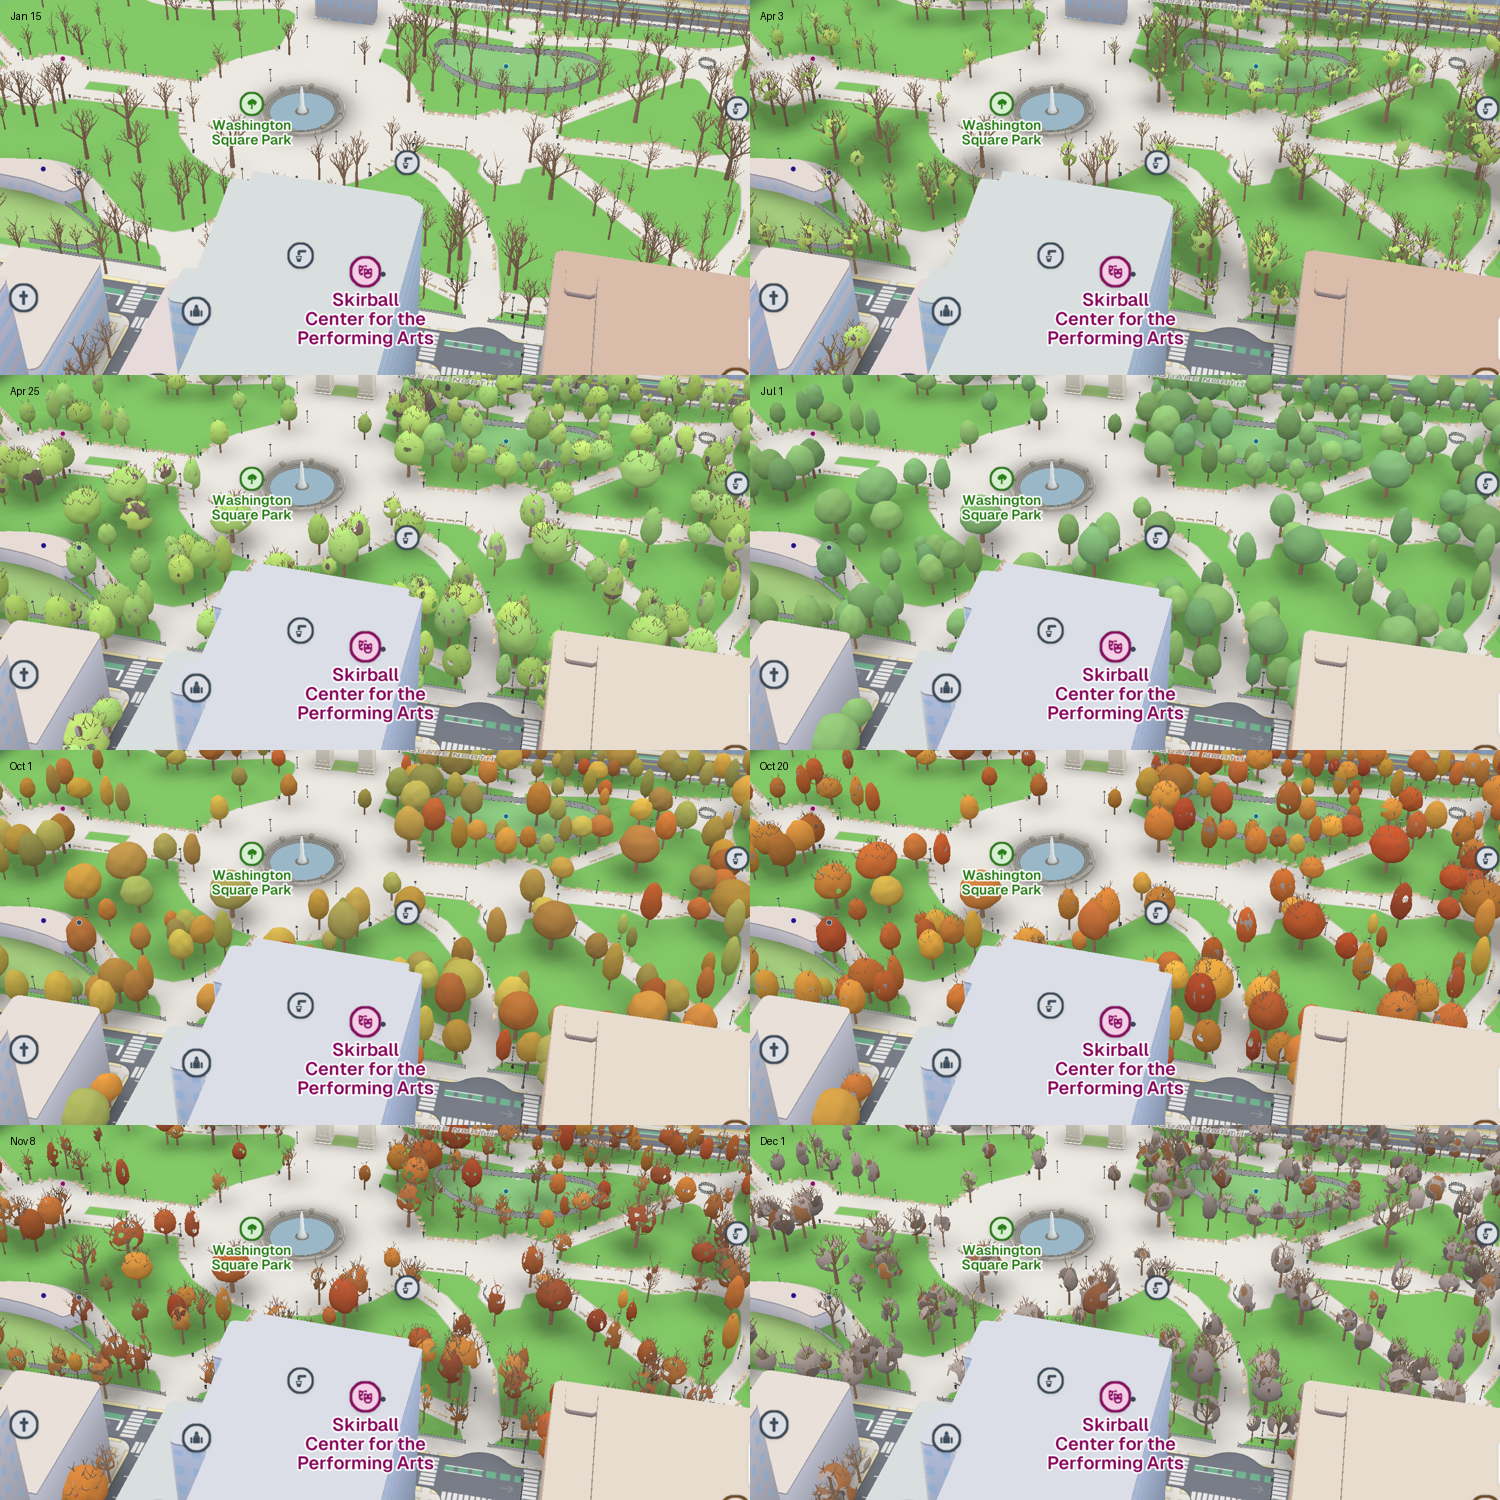 Jan 15
Washington
Square Park
Skirball
Center for the
Performing Arts
Apr 3
Washington
Square Park
Skirball
Center for the
Performing Arts
Apr 25
Washington
Square Park
Skirball
Center for the
Performing Arts
Jul 1
Washington
Square Park
Skirball
Center for the
Performing Arts
Oct 1
Washington
Square Park
Skirball
Center for the
Performing Arts
Oct 20
Washington
Square Park
Skirball
Center for the
Performing Arts
Nov 8
Washington
Square Park
Skirball
Center for the
Performing Arts
Dec 1
Washington
Square Park
Skirball
Center for the
Performing Arts